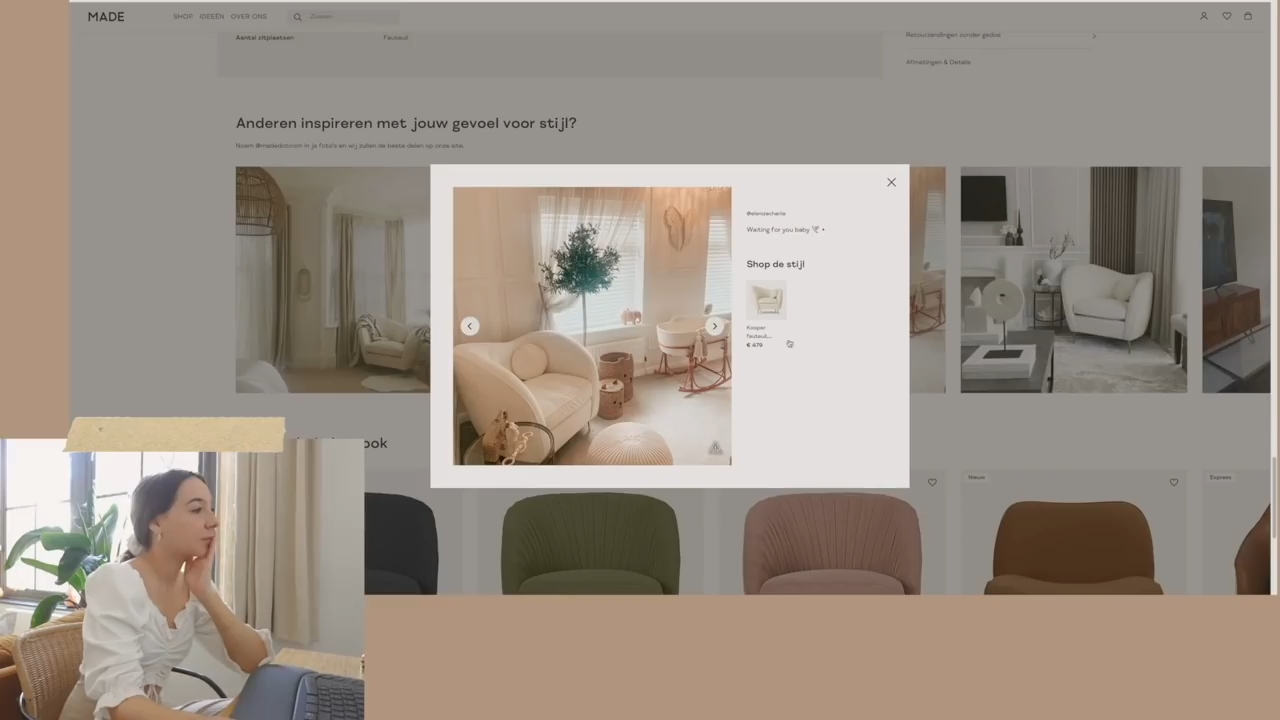 MADE
SHOP IDEEËN OVER ONS
Zoeken
Aantal zitplaatsen
Fauteuil
Retourzendingen zonder gedoe
Afmetingen & Details
Anderen inspireren met jouw gevoel voor stijl?
Noem @madedotcom in je foto's en wij zullen de beste delen op onze site.
Waiting for you baby
Shop de stijl
Kooper
fauteuil,...
€ 479
ook
Nieuw
Express